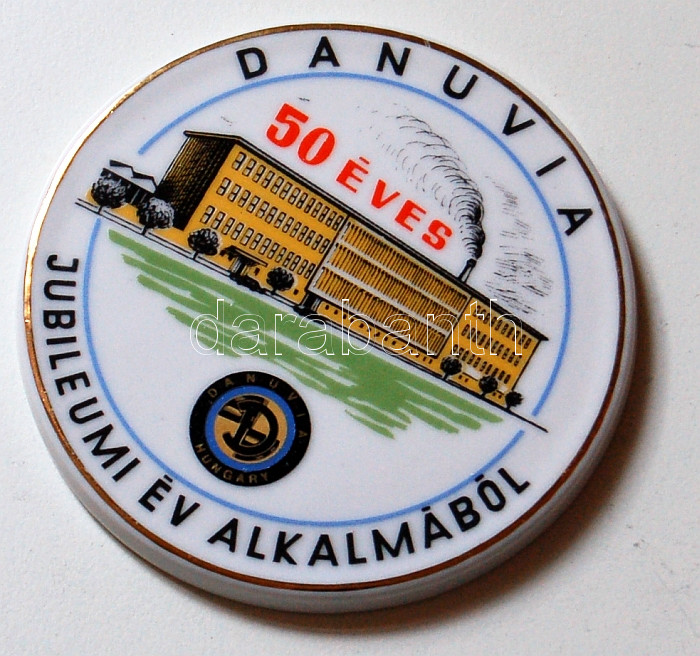 DANUVIA
50 ÉVES
JUBILEUMI ÉV ALKALMÁBÓL
DANUVIA
HUNGARY
darabanth